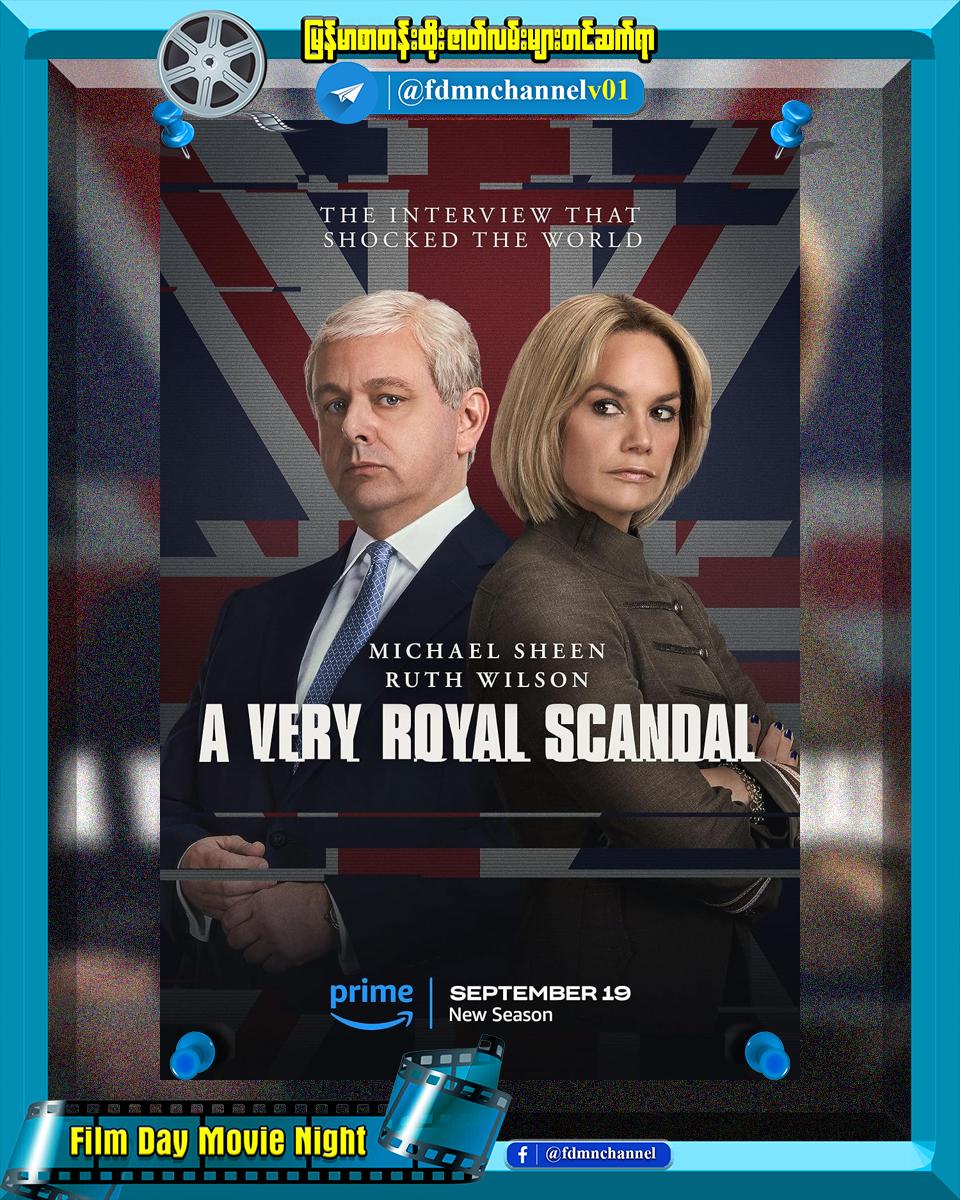 မြန်မာစာတန်းထိုးဇာတ်လမ်းများတင်ဆက်ရာ
@fdmnchannelv01
THE INTERVIEW THAT
SHOCKED THE WORLD
MICHAEL SHEEN
RUTH WILSON
A VERY ROYAL SCANDAL
prime
SEPTEMBER 19
New Season
Film Day Movie Night
@fdmnchannel